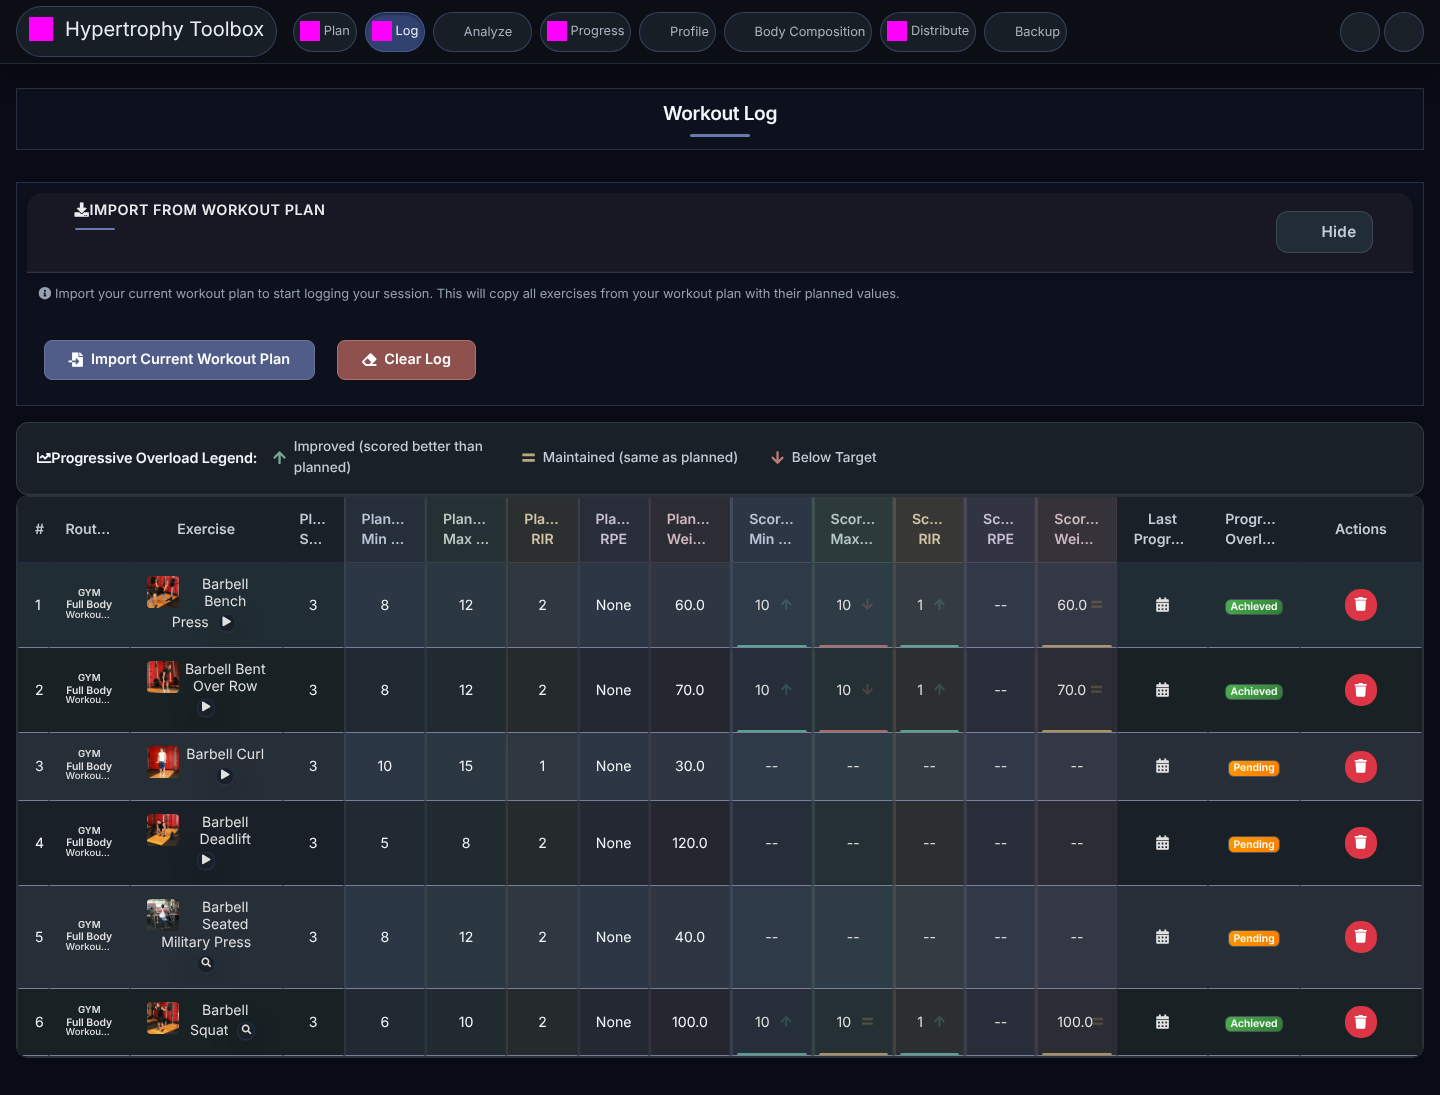 Hypertrophy Toolbox Plan Log Analyze Progress Profile Body Composition Distribute Backup
Workout Log
IMPORT FROM WORKOUT PLAN
Hide
Import your current workout plan to start logging your session. This will copy all exercises from your workout plan with their planned values.
Import Current Workout Plan Clear Log
Progressive Overload Legend: Improved (scored better than planned) Maintained (same as planned) Below Target
# Rout... Exercise Pl... S... Plan... Min ... Plan... Max ... Pla... RIR Pla... RPE Plan... Wei... Scor... Min ... Scor... Max... Sc... RIR Sc... RPE Scor... Wei... Last Progr... Progr... Overl... Actions
1 GYM Full Body Workou... Barbell Bench Press 3 8 12 2 None 60.0 10 10 1 -- 60.0 Achieved
2 GYM Full Body Workou... Barbell Bent Over Row 3 8 12 2 None 70.0 10 10 1 -- 70.0 Achieved
3 GYM Full Body Workou... Barbell Curl 3 10 15 1 None 30.0 -- -- -- -- -- Pending
4 GYM Full Body Workou... Barbell Deadlift 3 5 8 2 None 120.0 -- -- -- -- -- Pending
5 GYM Full Body Workou... Barbell Seated Military Press 3 8 12 2 None 40.0 -- -- -- -- -- Pending
6 GYM Full Body Workou... Barbell Squat 3 6 10 2 None 100.0 10 10 1 -- 100.0 Achieved